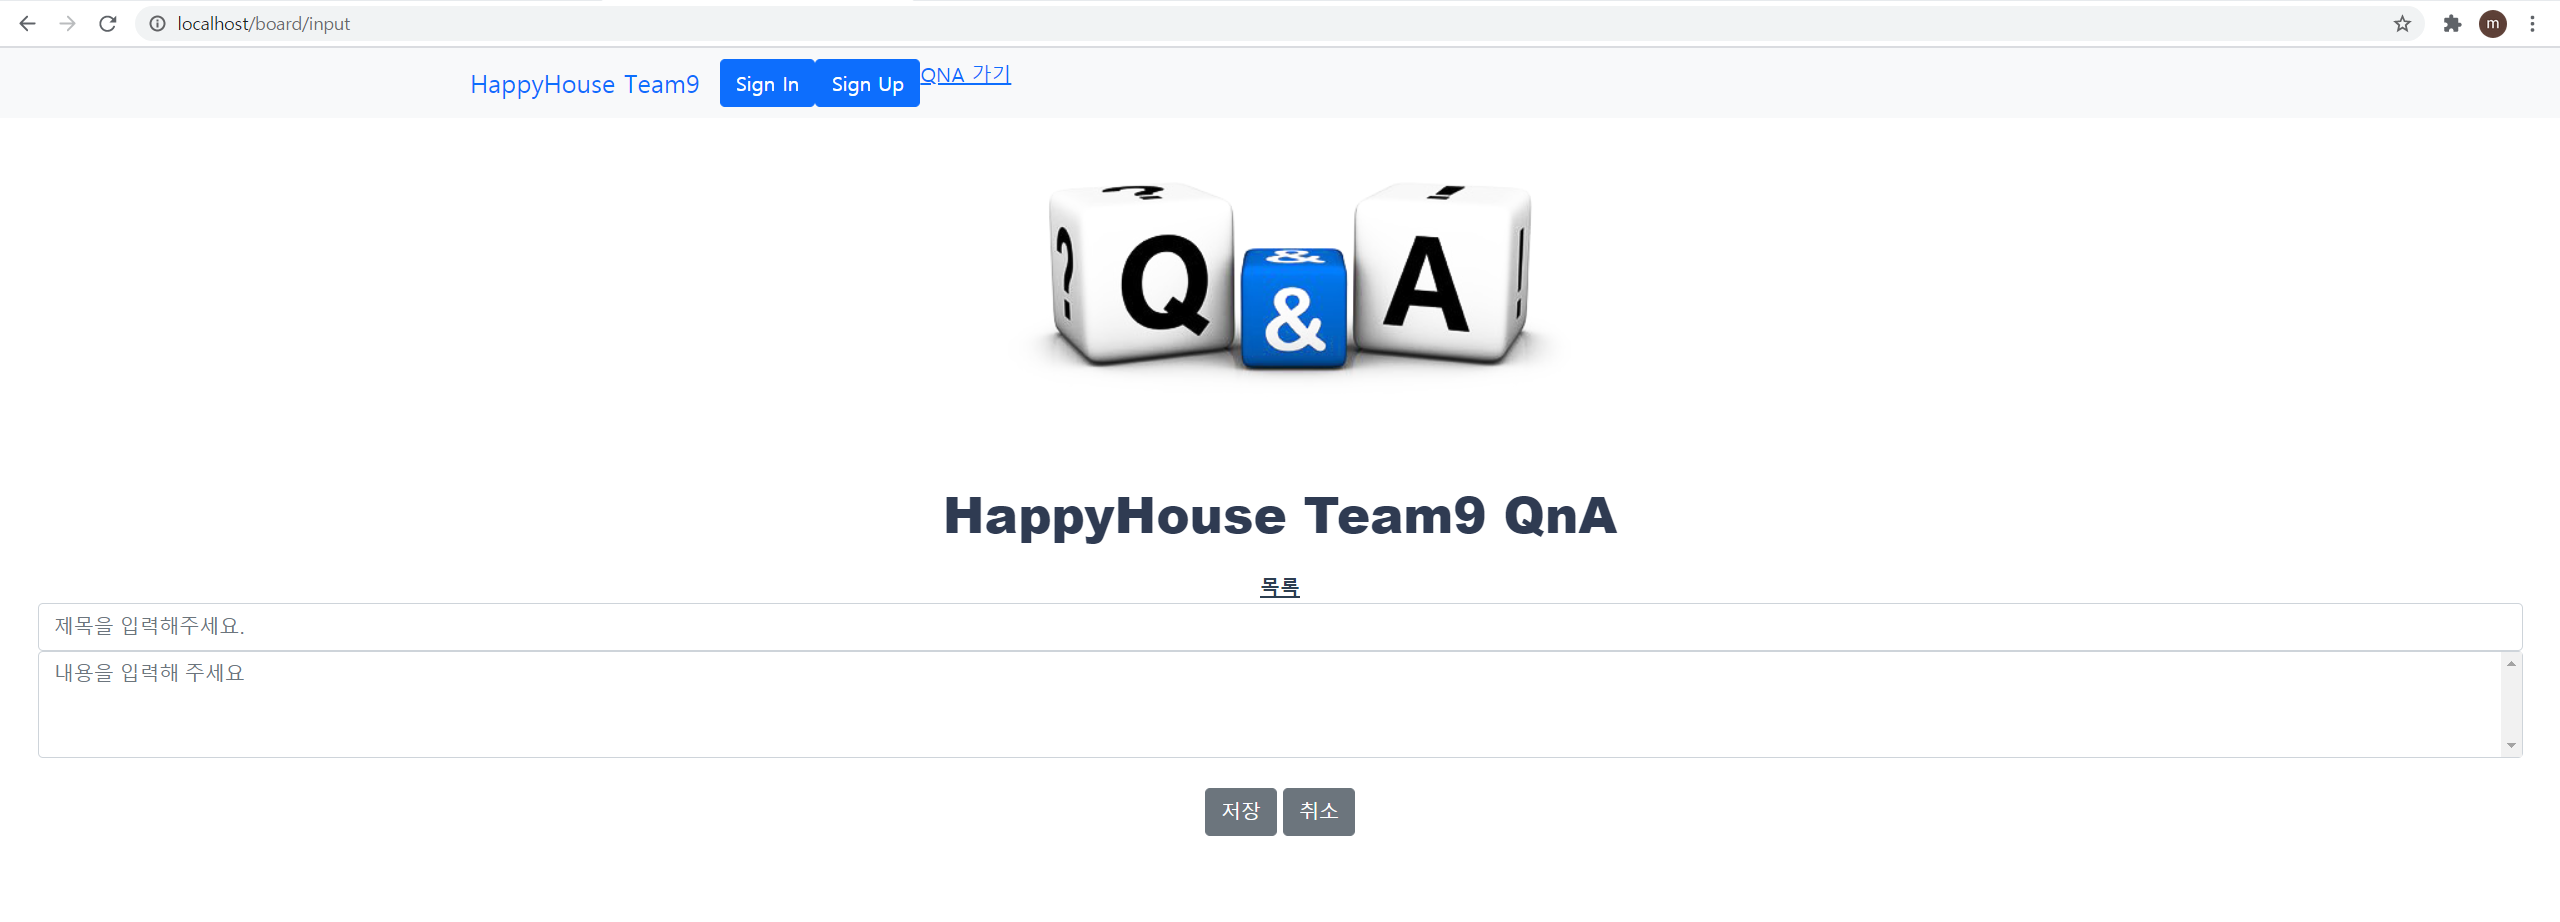 localhost/board/input
m
HappyHouse Team9 Sign In Sign Up QNA 가기
? ? Q & & A ! !
HappyHouse Team9 QnA
목록
제목을 입력해주세요.
내용을 입력해 주세요
저장 취소